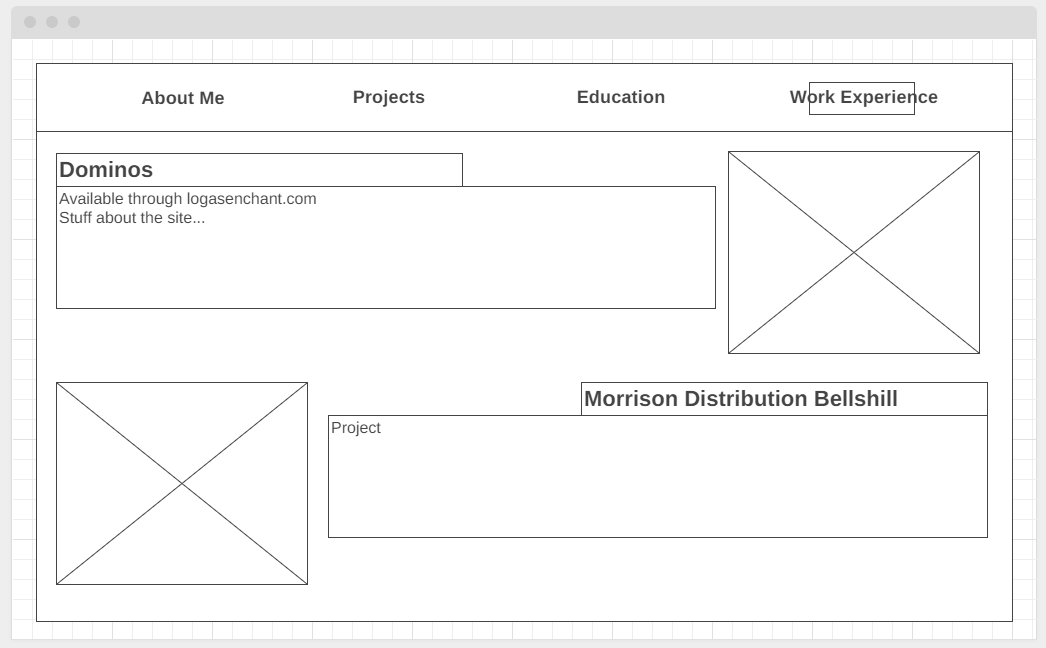 About Me
Projects
Education
Work Experience
Dominos
Available through logasenchant.com
Stuff about the site...
Morrison Distribution Bellshill
Project